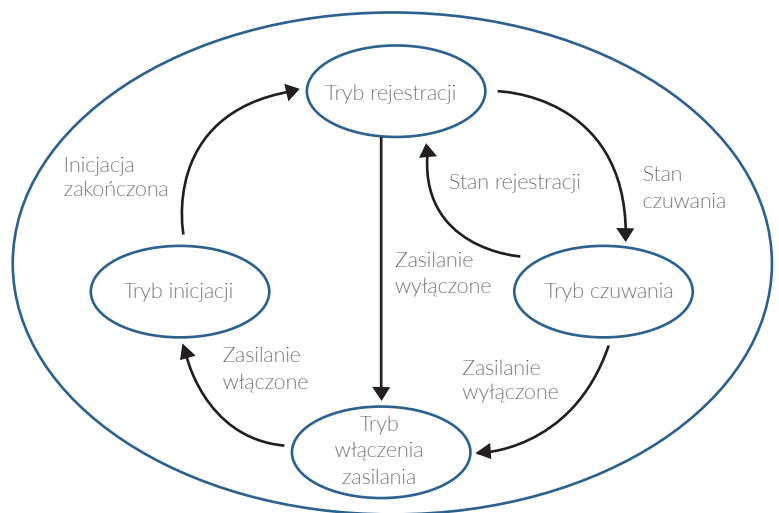 Tryb rejestracji
Inicjacja
zakończona
Stan rejestracji
Stan
czuwania
Zasilanie
wyłączone
Tryb inicjacji
Tryb czuwania
Zasilanie
włączone
Zasilanie
wyłączone
Tryb
włączenia
zasilania